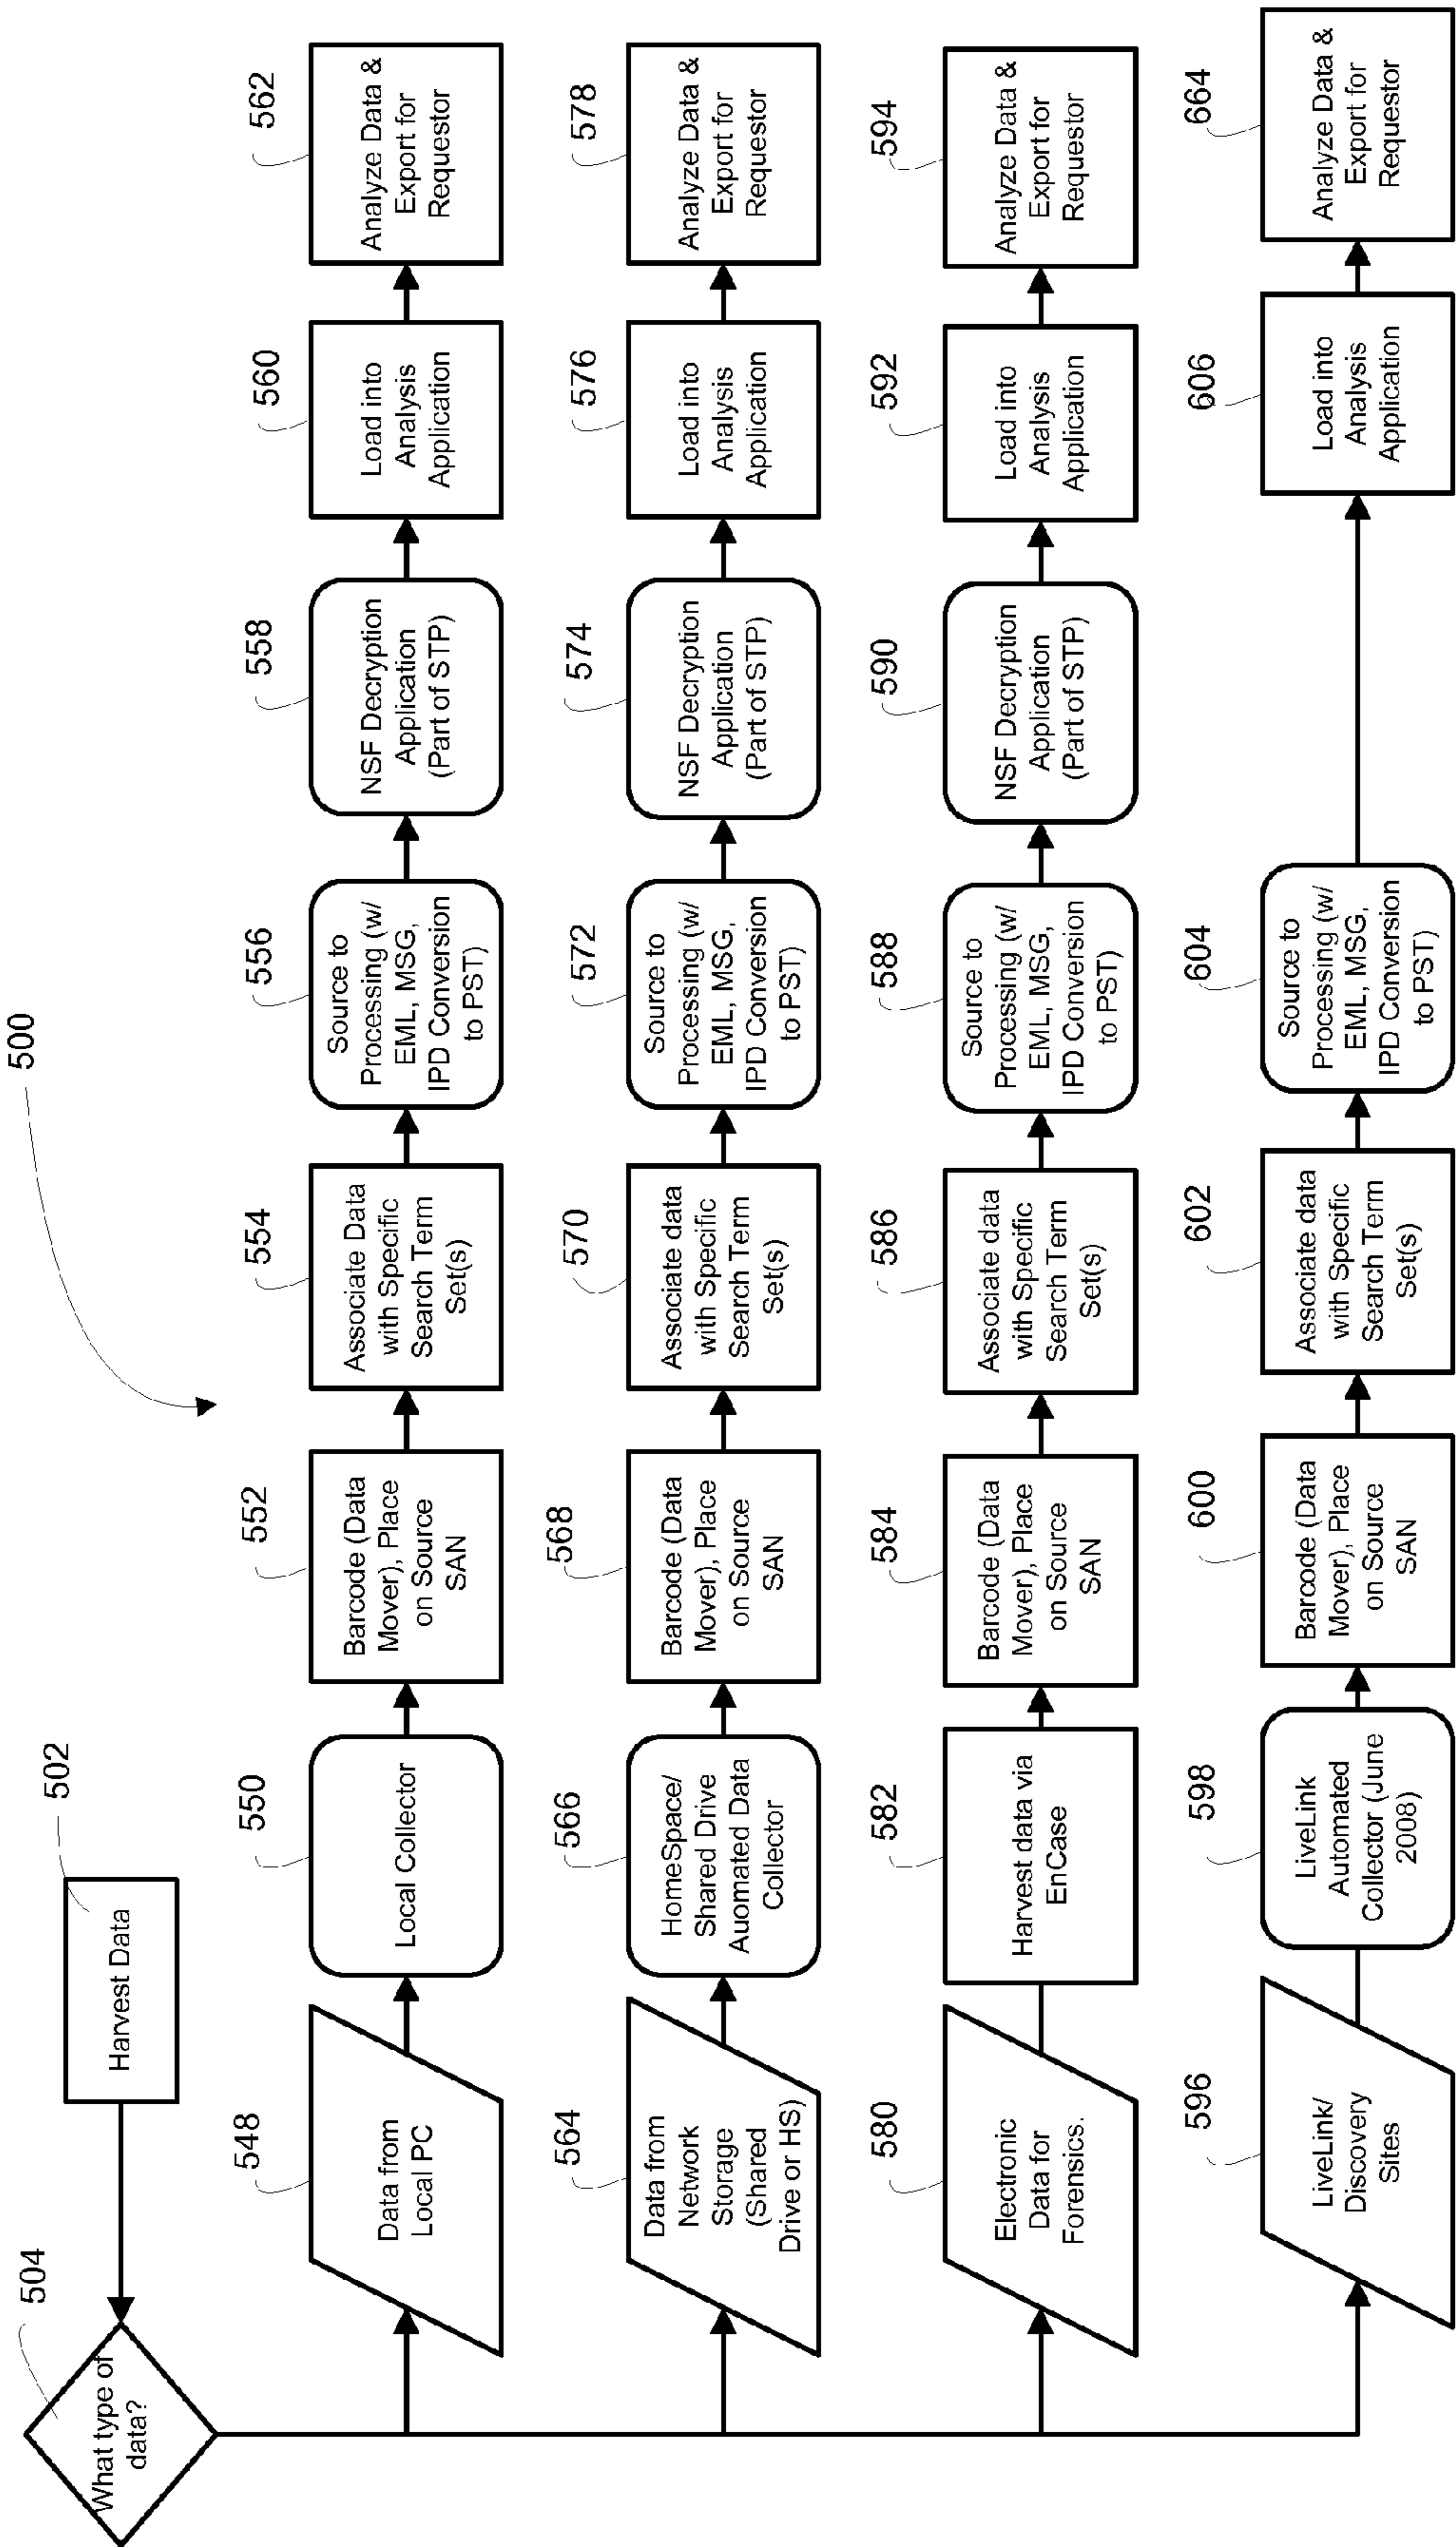 500
502
Harvest Data
504
What type of
data?
548
Data from
Local PC
550
Local Collector
552
Barcode (Data
Mover), Place
on Source
SAN
554
Associate Data
with Specific
Search Term
Set(s)
556
Source to
Processing (w/
EML, MSG,
IPD Conversion
to PST)
558
NSF Decryption
Application
(Part of STP)
560
Load into
Analysis
Application
562
Analyze Data &
Export for
Requestor
564
Data from
Network
Storage
(Shared
Drive or HS)
566
HomeSpace/
Shared Drive
Auomated Data
Collector
568
Barcode (Data
Mover), Place
on Source
SAN
570
Associate data
with Specific
Search Term
Set(s)
572
Source to
Processing (w/
EML, MSG,
IPD Conversion
to PST)
574
NSF Decryption
Application
(Part of STP)
576
Load into
Analysis
Application
578
Analyze Data &
Export for
Requestor
580
Electronic
Data for
Forensics.
582
Harvest data via
EnCase
584
Barcode (Data
Mover), Place
on Source
SAN
586
Associate data
with Specific
Search Term
Set(s)
588
Source to
Processing (w/
EML, MSG,
IPD Conversion
to PST)
590
NSF Decryption
Application
(Part of STP)
592
Load into
Analysis
Application
594
Analyze Data &
Export for
Requestor
596
LiveLink/
Discovery
Sites
598
LiveLink
Automated
Collector (June
2008)
600
Barcode (Data
Mover), Place
on Source
SAN
602
Associate data
with Specific
Search Term
Set(s)
604
Source to
Processing (w/
EML, MSG,
IPD Conversion
to PST)
606
Load into
Analysis
Application
664
Analyze Data &
Export for
Requestor